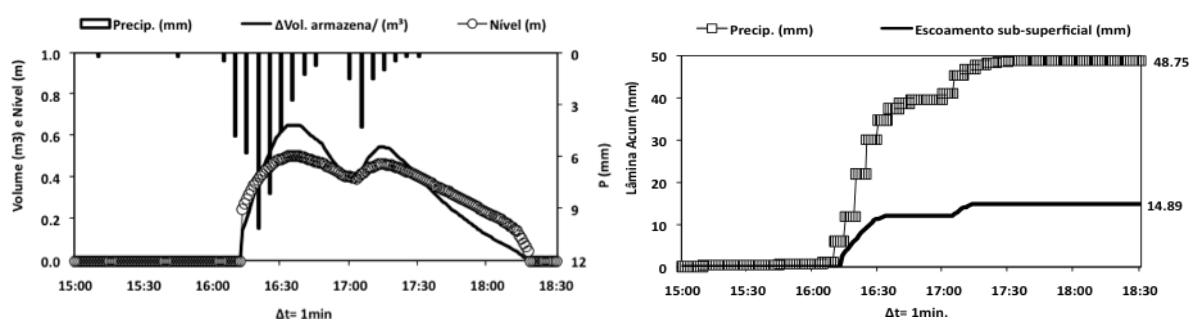 Precip. (mm) ΔVol. armazena/ (m³) Nível (m)
Volume (m3) e Nível (m)
1.0
0.8
0.6
0.4
0.2
0.0
0
3
6
9
12
P (mm)
15:00 15:30 16:00 16:30 17:00 17:30 18:00 18:30
Δt= 1min
Precip. (mm) Escoamento sub-superficial (mm)
Lâmina Acum (mm)
50
40
30
20
10
0
48.75
14.89
15:00 15:30 16:00 16:30 17:00 17:30 18:00 18:30
Δt= 1min.